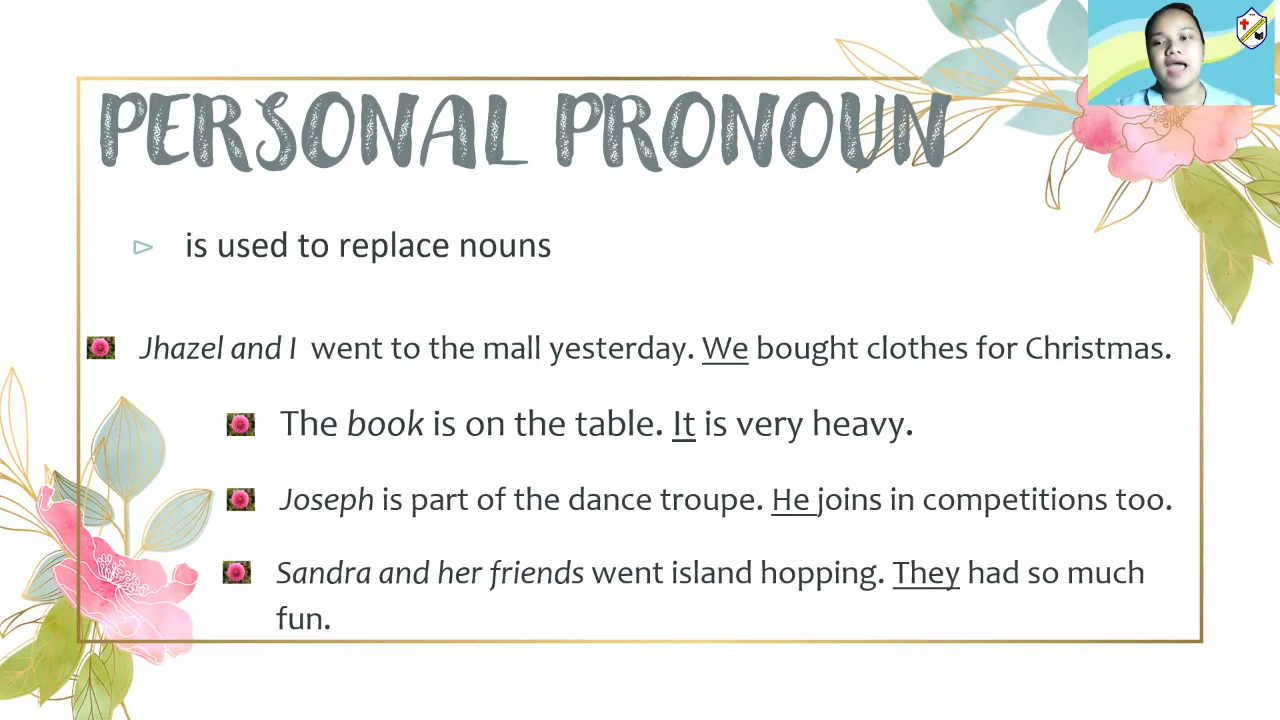 PERSONAL PRONOUN
is used to replace nouns
Jhazel and I went to the mall yesterday. We bought clothes for Christmas.
The book is on the table. It is very heavy.
Joseph is part of the dance troupe. He joins in competitions too.
Sandra and her friends went island hopping. They had so much
fun.